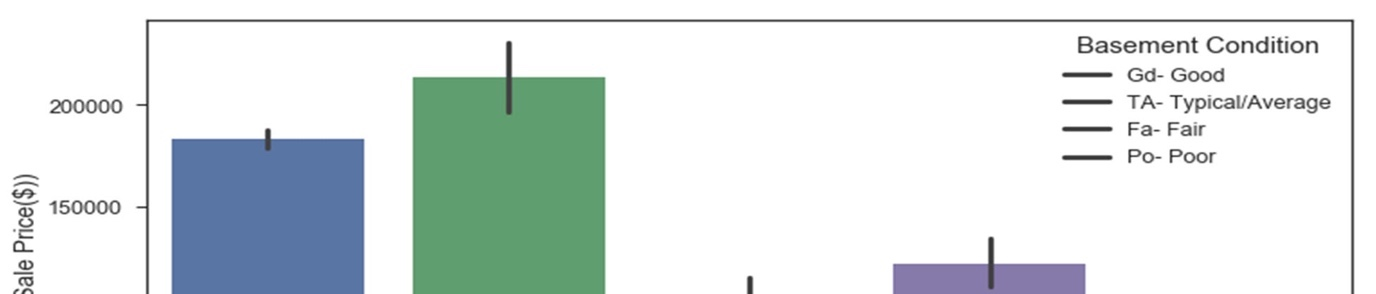 Basement Condition
Gd- Good
200000
TA- Typical/Average
Fa- Fair
Po- Poor
150000
Sale Price($))